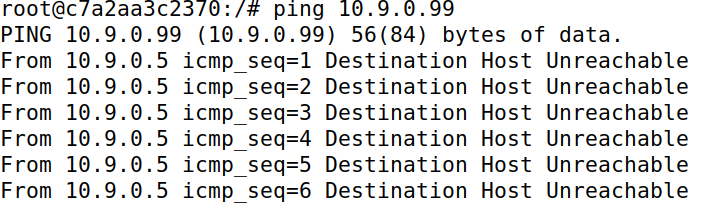 root@c7a2aa3c2370:/# ping 10.9.0.99
PING 10.9.0.99 (10.9.0.99) 56(84) bytes of data.
From 10.9.0.5 icmp_seq=1 Destination Host Unreachable
From 10.9.0.5 icmp_seq=2 Destination Host Unreachable
From 10.9.0.5 icmp_seq=3 Destination Host Unreachable
From 10.9.0.5 icmp_seq=4 Destination Host Unreachable
From 10.9.0.5 icmp_seq=5 Destination Host Unreachable
From 10.9.0.5 icmp_seq=6 Destination Host Unreachable